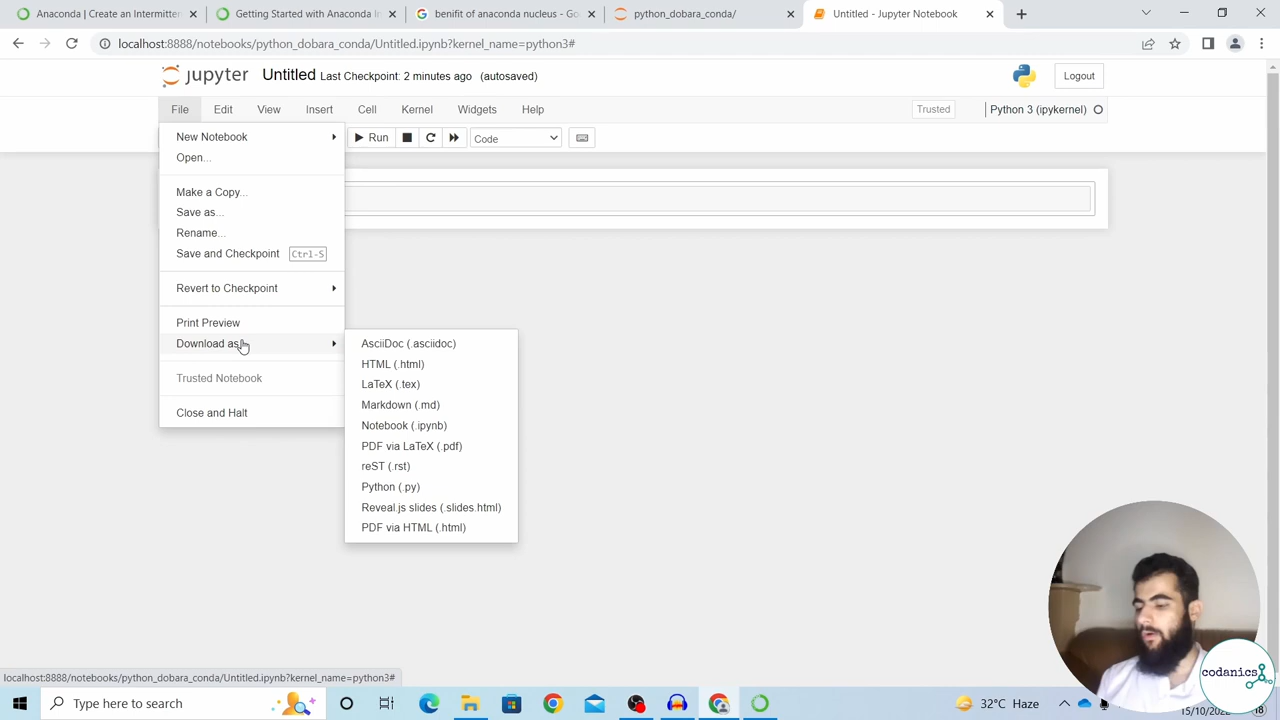 Anaconda | Create an Intermitten
Getting Started with Anaconda I
benifit of anaconda nucleus - Go
python_dobara_conda/
Untitled - Jupyter Notebook
localhost:8888/notebooks/python_dobara_conda/Untitled.ipynb?kernel_name=python3#
jupyter Untitled Last Checkpoint: 2 minutes ago (autosaved)
Logout
File Edit View Insert Cell Kernel Widgets Help
Trusted
Python 3 (ipykernel)
Run
Code
New Notebook
Open...
Make a Copy...
Save as...
Rename...
Save and Checkpoint Ctrl-S
Revert to Checkpoint
Print Preview
Download as
Trusted Notebook
Close and Halt
AsciiDoc (.asciidoc)
HTML (.html)
LaTeX (.tex)
Markdown (.md)
Notebook (.ipynb)
PDF via LaTeX (.pdf)
reST (.rst)
Python (.py)
Reveal.js slides (.slides.html)
PDF via HTML (.html)
codanics
localhost:8888/notebooks/python_dobara_conda/Untitled.ipynb?kernel_name=python3#
Type here to search
32°C Haze